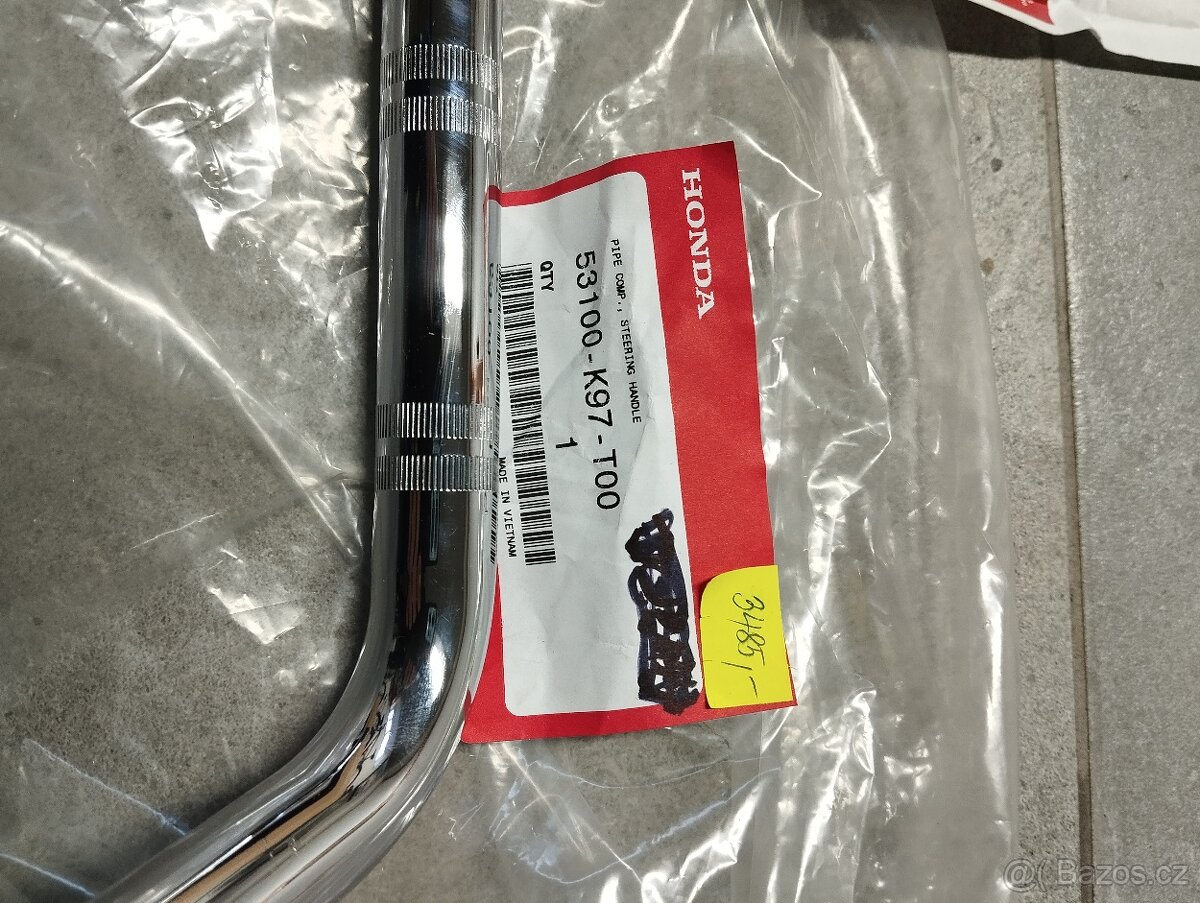 HONDA
PIPE COMP., STEERING HANDLE
53100-K97-T00
QTY 1
MADE IN VIETNAM
3485,-
@( Bazos.cz